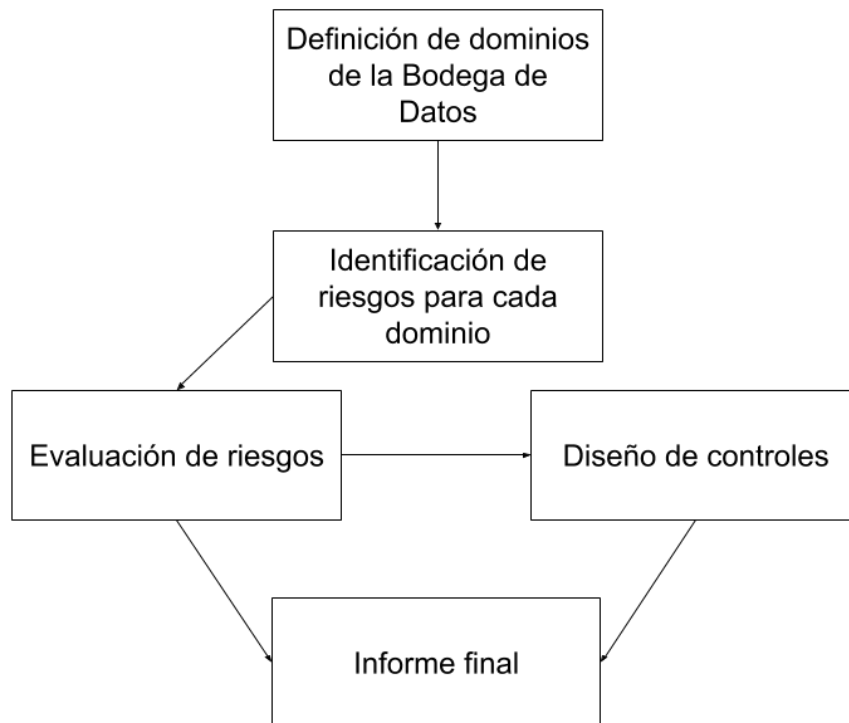 Definición de dominios
de la Bodega de
Datos
Identificación de
riesgos para cada
dominio
Evaluación de riesgos
Diseño de controles
Informe final